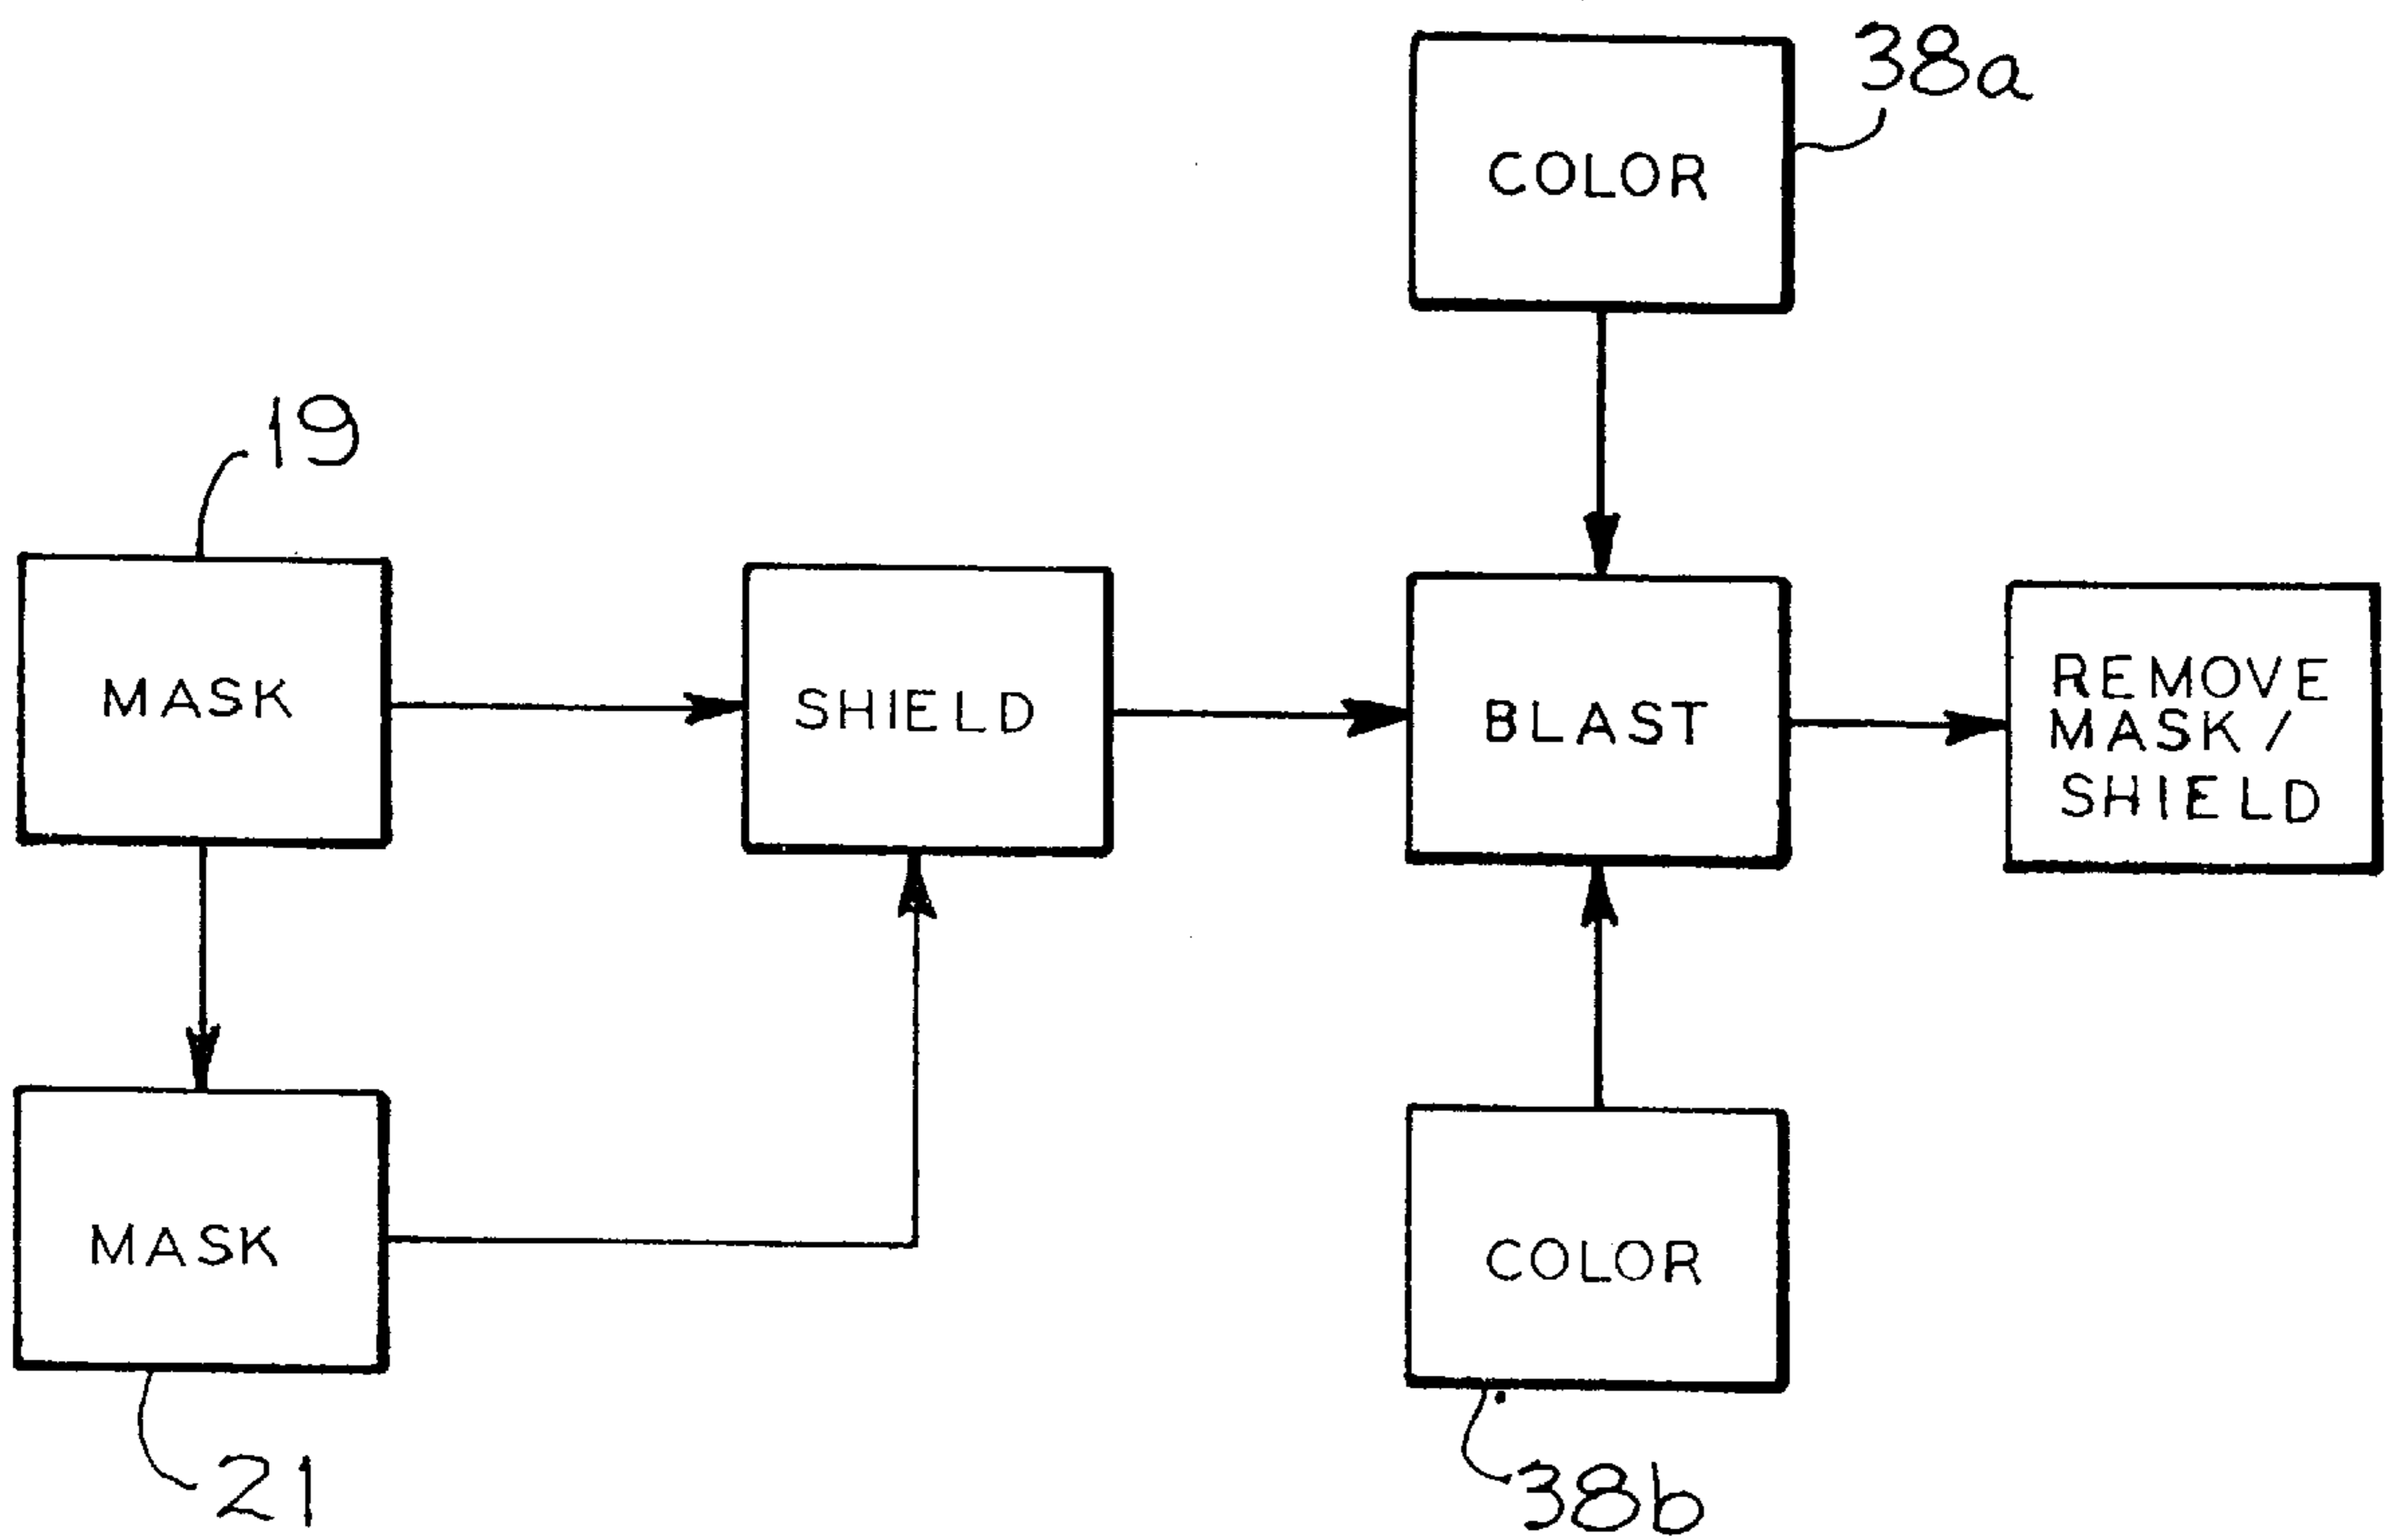 38a
COLOR
19
MASK
SHIELD
BLAST
REMOVE
MASK/
SHIELD
MASK
COLOR
21
38b